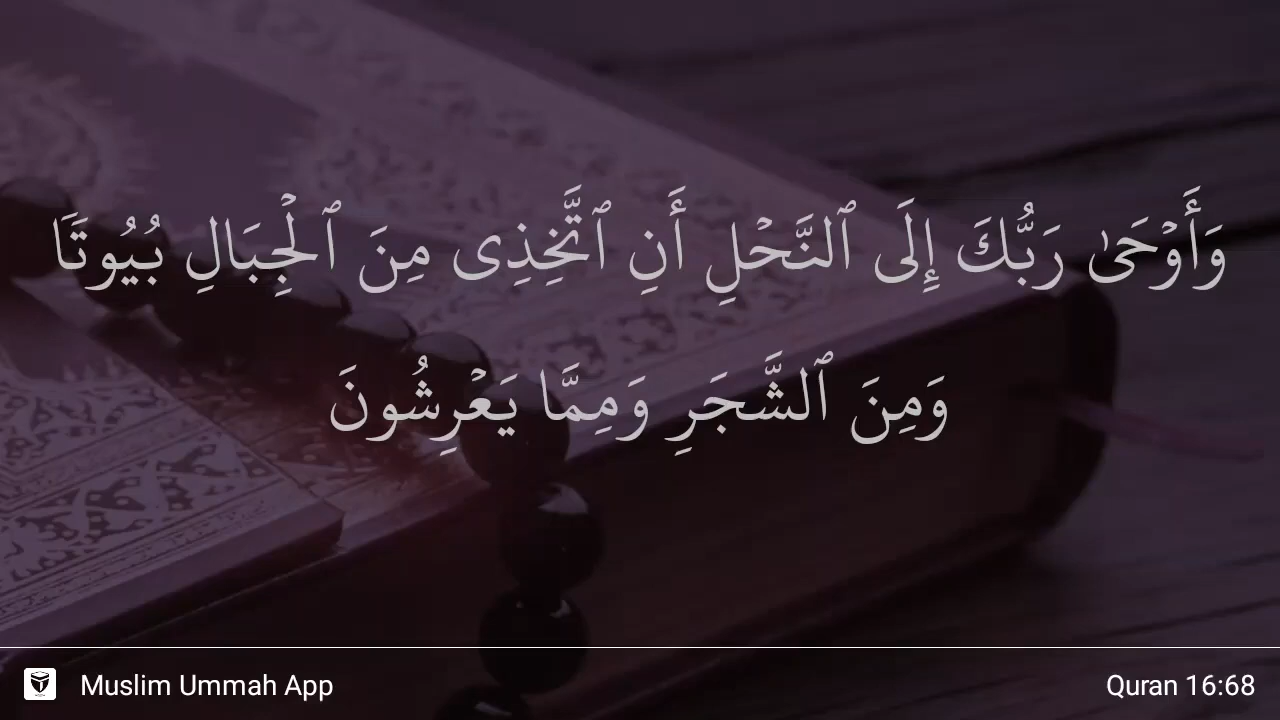 وَأَوْحَىٰ رَبُّكَ إِلَى ٱلنَّحْلِ أَنِ ٱتَّخِذِى مِنَ ٱلْجِبَالِ بُيُوتًا
وَمِنَ ٱلشَّجَرِ وَمِمَّا يَعْرِشُونَ
Muslim Ummah App
Quran 16:68